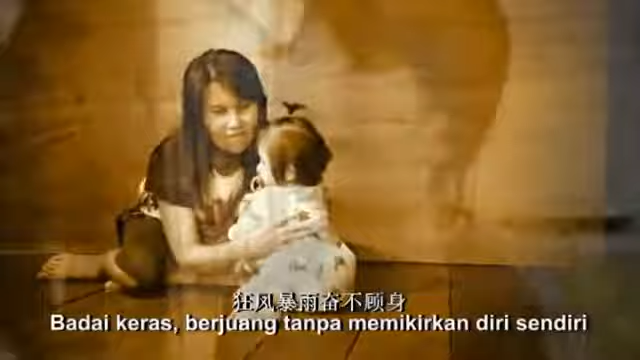 狂风暴雨奋不顾身
Badai keras, berjuang tanpa memikirkan diri sendiri